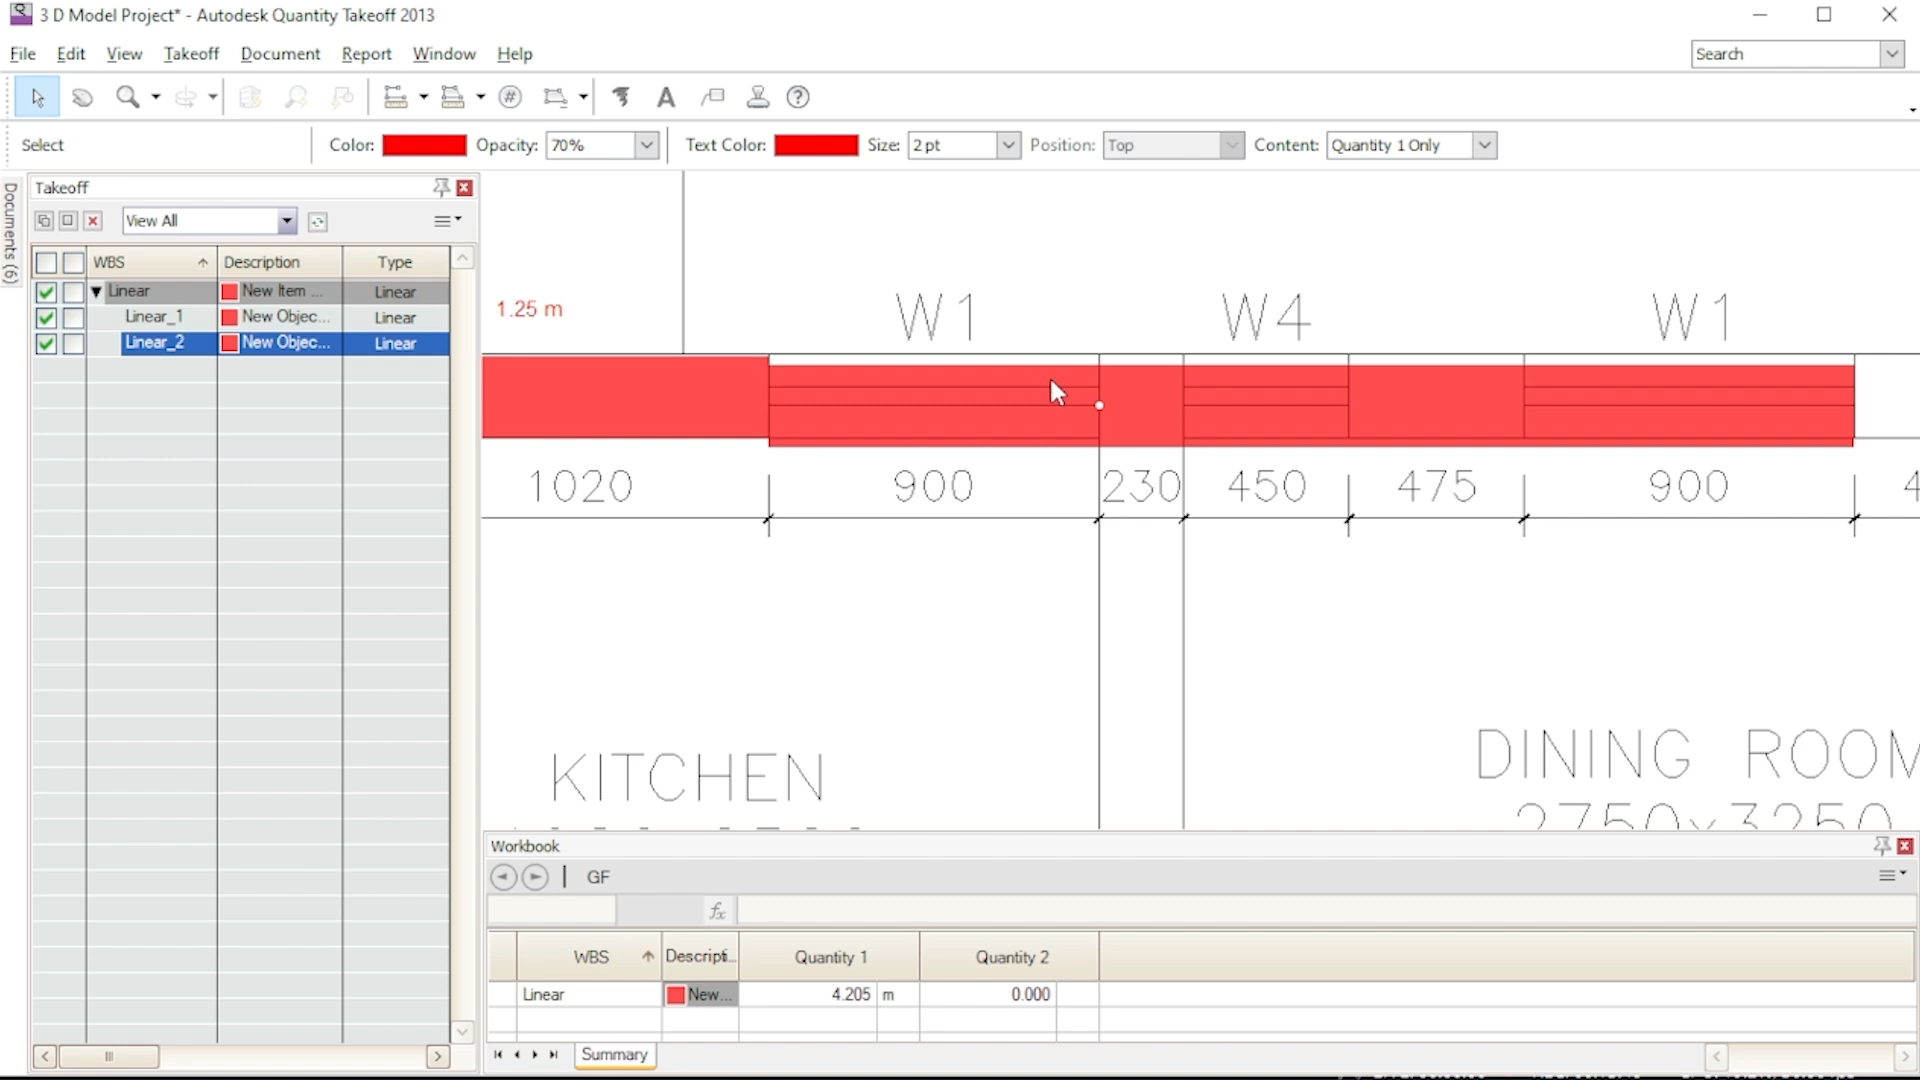 3 D Model Project* - Autodesk Quantity Takeoff 2013
File Edit View Takeoff Document Report Window Help
Search
Select Color: Opacity: 70% Text Color: Size: 2 pt Position: Top Content: Quantity 1 Only
Documents (6)
Takeoff
View All
WBS Description Type
Linear New Item ... Linear
Linear_1 New Objec... Linear
Linear_2 New Objec... Linear
1.25 m
W1 W4 W1
1020 900 230 450 475 900 4
KITCHEN
DINING ROOM
2750x3250
Workbook
GF
fx
WBS Descripti... Quantity 1 Quantity 2
Linear New... 4.205 m 0.000
Summary